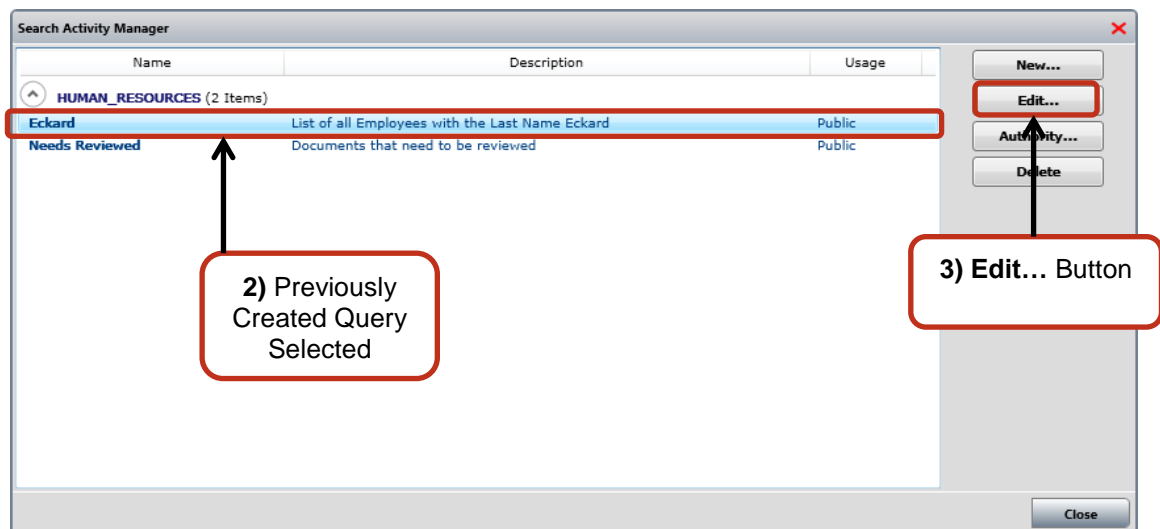 Search Activity Manager
Name Description Usage
New...
HUMAN_RESOURCES (2 Items)
Edit...
Eckard List of all Employees with the Last Name Eckard Public
Authority...
Needs Reviewed Documents that need to be reviewed Public
Delete
2) Previously
Created Query
Selected
3) Edit… Button
Close